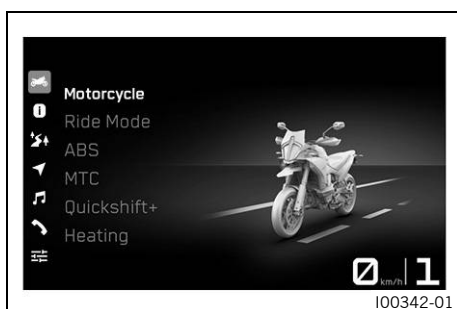 Motorcycle
Ride Mode
ABS
MTC
Quickshift+
Heating
0 km/h 1
I00342-01